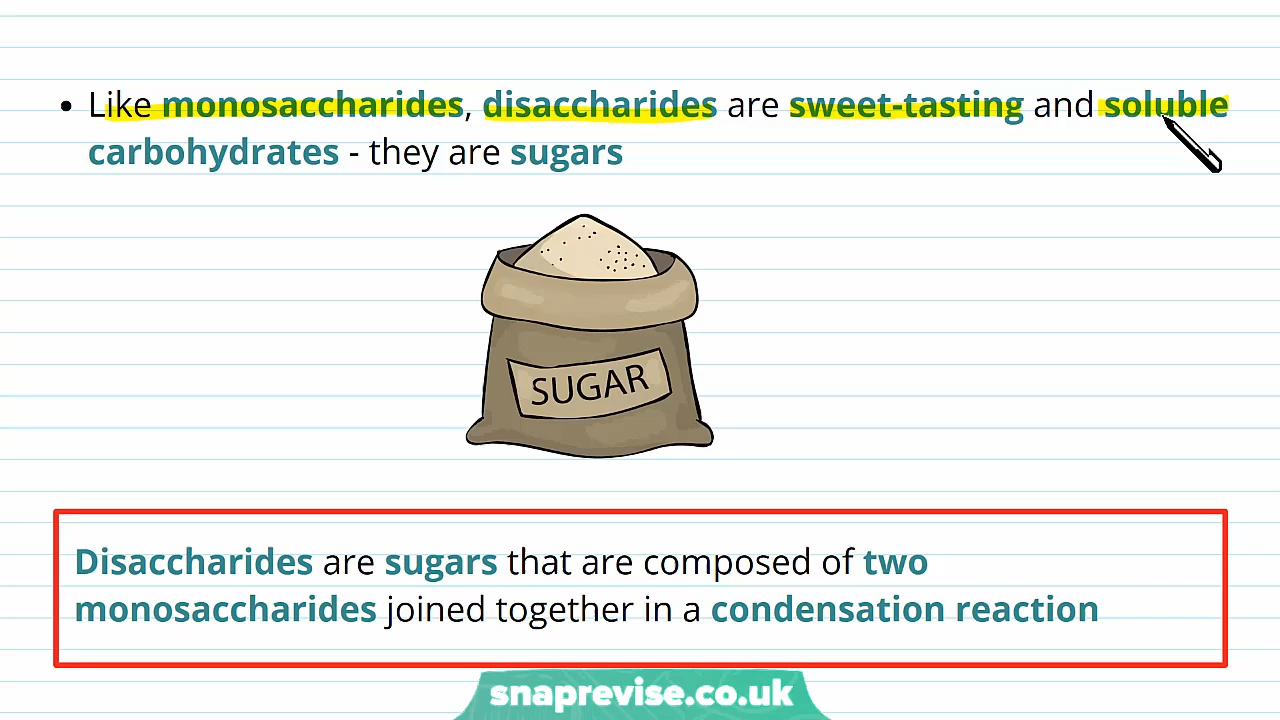 • Like monosaccharides, disaccharides are sweet-tasting and soluble
carbohydrates - they are sugars
SUGAR
Disaccharides are sugars that are composed of two
monosaccharides joined together in a condensation reaction
snaprevise.co.uk